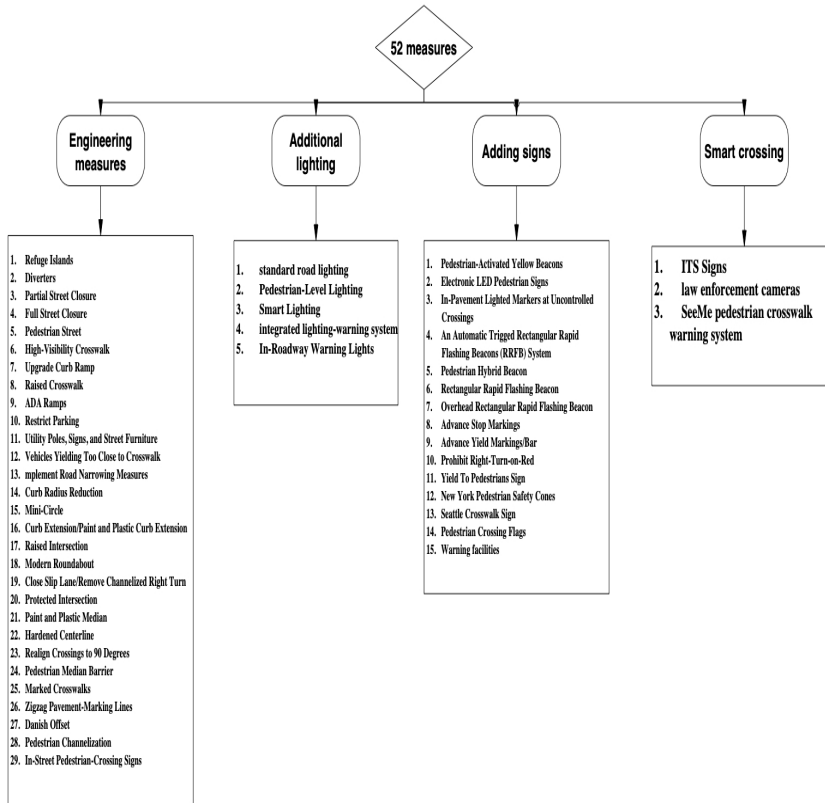 52 measures
Engineering
measures
Additional
lighting
Adding signs
Smart crossing
1. Refuge Islands
2. Diverters
3. Partial Street Closure
4. Full Street Closure
5. Pedestrian Street
6. High-Visibility Crosswalk
7. Upgrade Curb Ramp
8. Raised Crosswalk
9. ADA Ramps
10. Restrict Parking
11. Utility Poles, Signs, and Street Furniture
12. Vehicles Yielding Too Close to Crosswalk
13. mplement Road Narrowing Measures
14. Curb Radius Reduction
15. Mini-Circle
16. Curb Extension/Paint and Plastic Curb Extension
17. Raised Intersection
18. Modern Roundabout
19. Close Slip Lane/Remove Channelized Right Turn
20. Protected Intersection
21. Paint and Plastic Median
22. Hardened Centerline
23. Realign Crossings to 90 Degrees
24. Pedestrian Median Barrier
25. Marked Crosswalks
26. Zigzag Pavement-Marking Lines
27. Danish Offset
28. Pedestrian Channelization
29. In-Street Pedestrian-Crossing Signs
1. standard road lighting
2. Pedestrian-Level Lighting
3. Smart Lighting
4. integrated lighting-warning system
5. In-Roadway Warning Lights
1. Pedestrian-Activated Yellow Beacons
2. Electronic LED Pedestrian Signs
3. In-Pavement Lighted Markers at Uncontrolled
Crossings
4. An Automatic Trigged Rectangular Rapid
Flashing Beacons (RRFB) System
5. Pedestrian Hybrid Beacon
6. Rectangular Rapid Flashing Beacon
7. Overhead Rectangular Rapid Flashing Beacon
8. Advance Stop Markings
9. Advance Yield Markings/Bar
10. Prohibit Right-Turn-on-Red
11. Yield To Pedestrians Sign
12. New York Pedestrian Safety Cones
13. Seattle Crosswalk Sign
14. Pedestrian Crossing Flags
15. Warning facilities
1. ITS Signs
2. law enforcement cameras
3. SeeMe pedestrian crosswalk
warning system